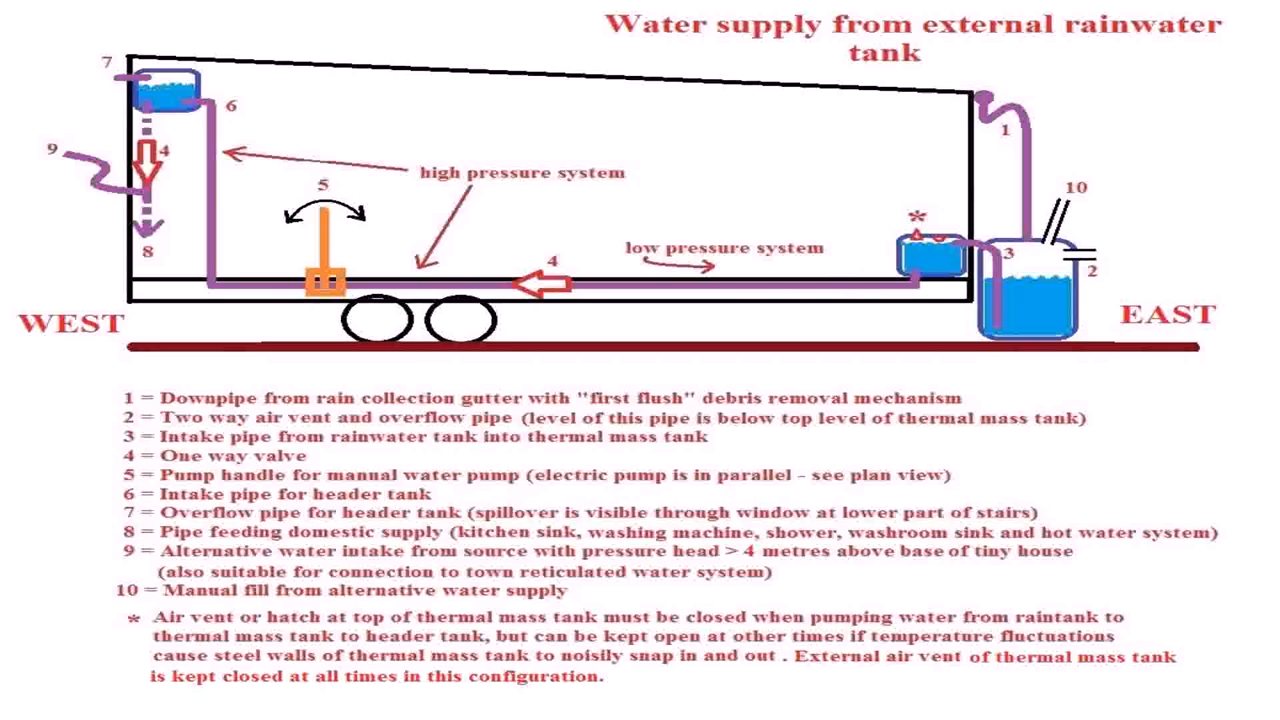 Water supply from external rainwater
tank
7
6
1
9
4
high pressure system
5
10
*
8
4
low pressure system
3
2
WEST
EAST
1 = Downpipe from rain collection gutter with "first flush" debris removal mechanism
2 = Two way air vent and overflow pipe (level of this pipe is below top level of thermal mass tank)
3 = Intake pipe from rainwater tank into thermal mass tank
4 = One way valve
5 = Pump handle for manual water pump (electric pump is in parallel - see plan view)
6 = Intake pipe for header tank
7 = Overflow pipe for header tank (spillover is visible through window at lower part of stairs)
8 = Pipe feeding domestic supply (kitchen sink, washing machine, shower, washroom sink and hot water system)
9 = Alternative water intake from source with pressure head > 4 metres above base of tiny house
(also suitable for connection to town reticulated water system)
10 = Manual fill from alternative water supply
* Air vent or hatch at top of thermal mass tank must be closed when pumping water from raintank to
thermal mass tank to header tank, but can be kept open at other times if temperature fluctuations
cause steel walls of thermal mass tank to noisily snap in and out . External air vent of thermal mass tank
is kept closed at all times in this configuration.